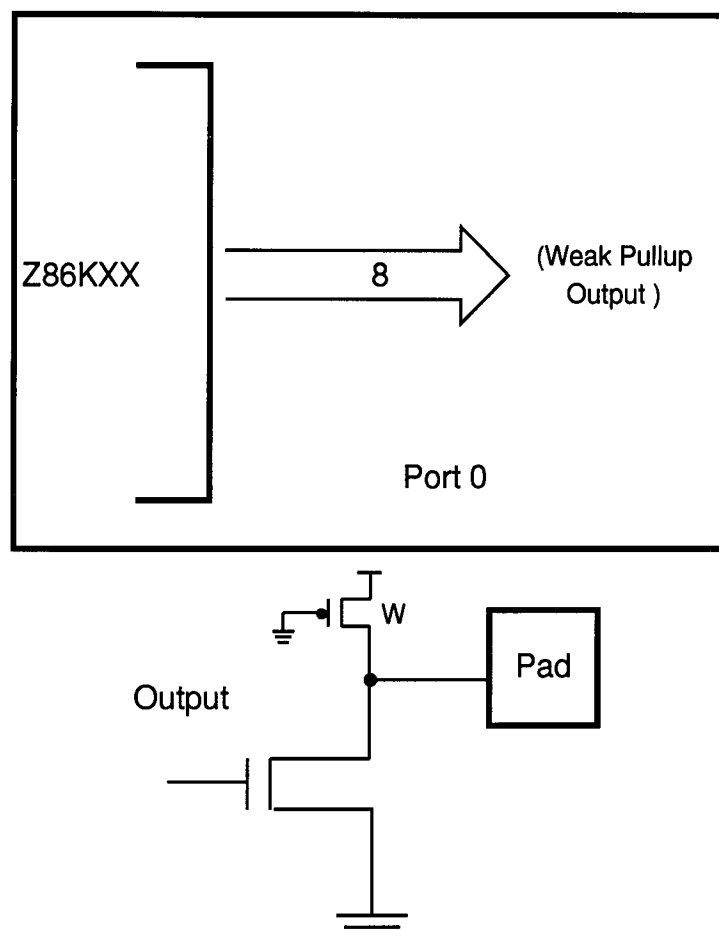 Z86KXX
8
(Weak Pullup
Output )
Port 0
W
Pad
Output